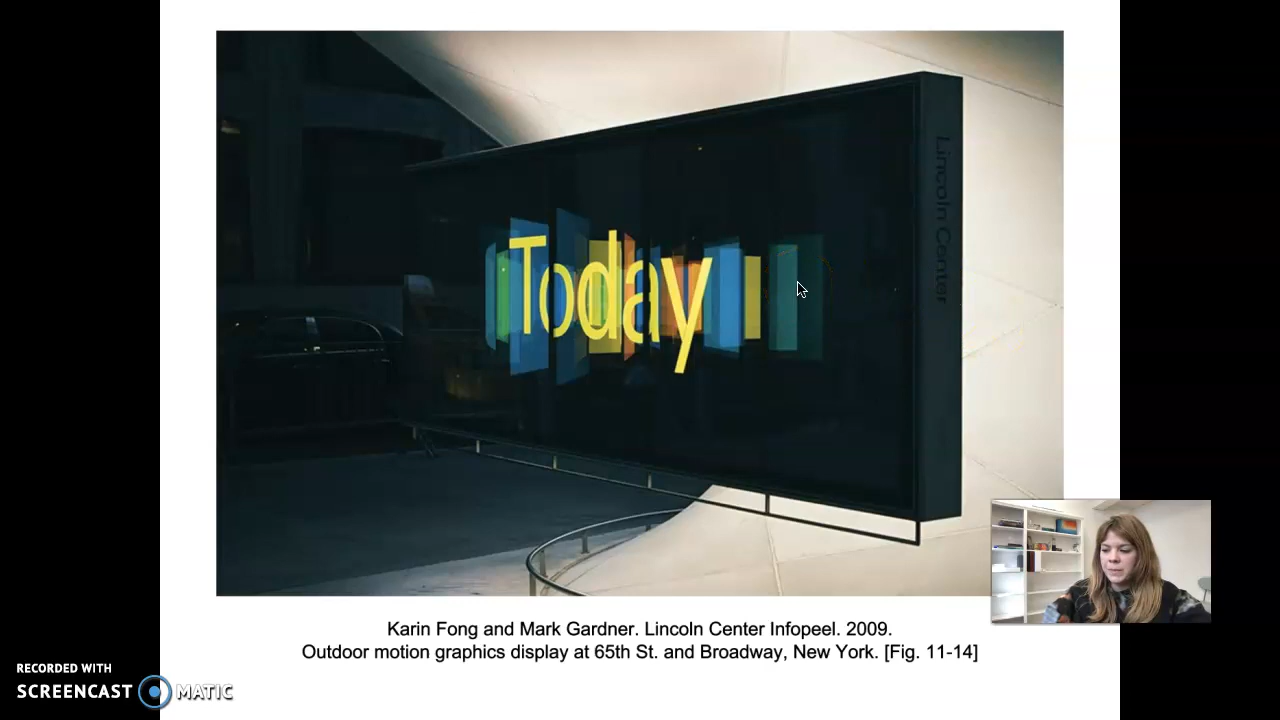 Today
Lincoln Center
Karin Fong and Mark Gardner. Lincoln Center Infopeel. 2009.
Outdoor motion graphics display at 65th St. and Broadway, New York. [Fig. 11-14]
RECORDED WITH
SCREENCAST MATIC